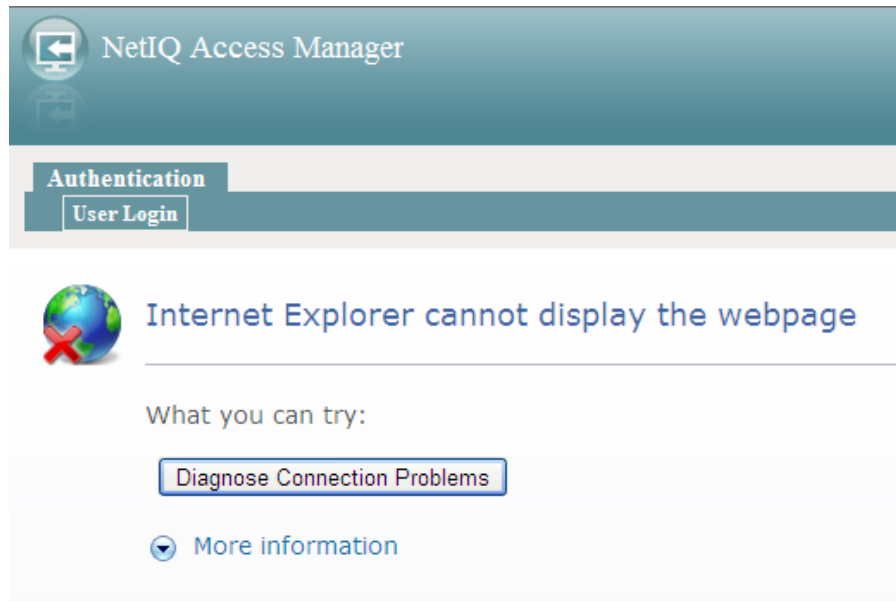 NetIQ Access Manager
Authentication
User Login
Internet Explorer cannot display the webpage
What you can try:
Diagnose Connection Problems
More information